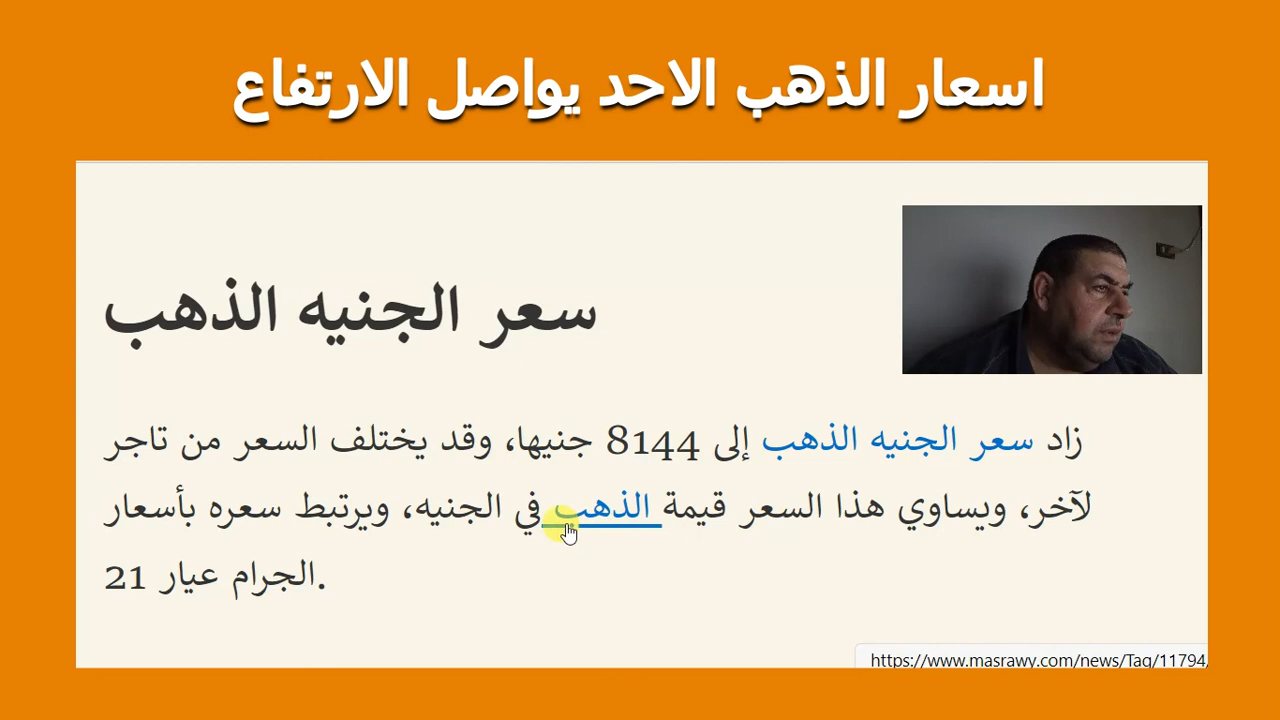 اسعار الذهب الاحد يواصل الارتفاع
سعر الجنيه الذهب
زاد سعر الجنيه الذهب إلى 8144 جنيها، وقد يختلف السعر من تاجر
لآخر، ويساوي هذا السعر قيمة الذهب في الجنيه، ويرتبط سعره بأسعار
الجرام عيار 21.
https://www.masrawy.com/news/Tag/11794/